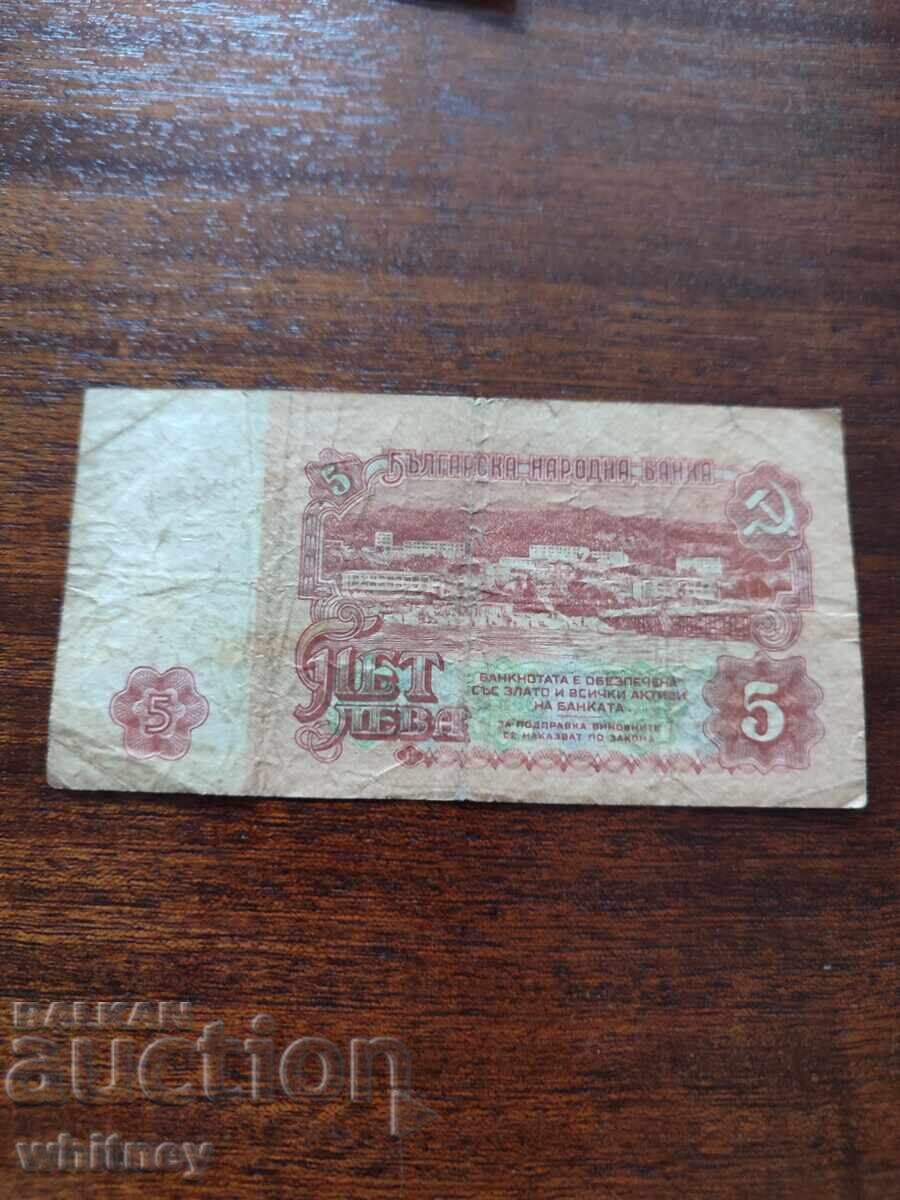 5 БЪЛГАРСКА НАРОДНА БАНКА
ПЕТ
ЛЕВА
БАНКНОТАТА Е ОБЕЗПЕЧЕНА
СЪС ЗЛАТО И ВСИЧКИ АКТИВИ
НА БАНКАТА.
ЗА ПОДПРАВКА ВИНОВНИТЕ
СЕ НАКАЗВАТ ПО ЗАКОНА
5
5
BALKAN
auction
whitney